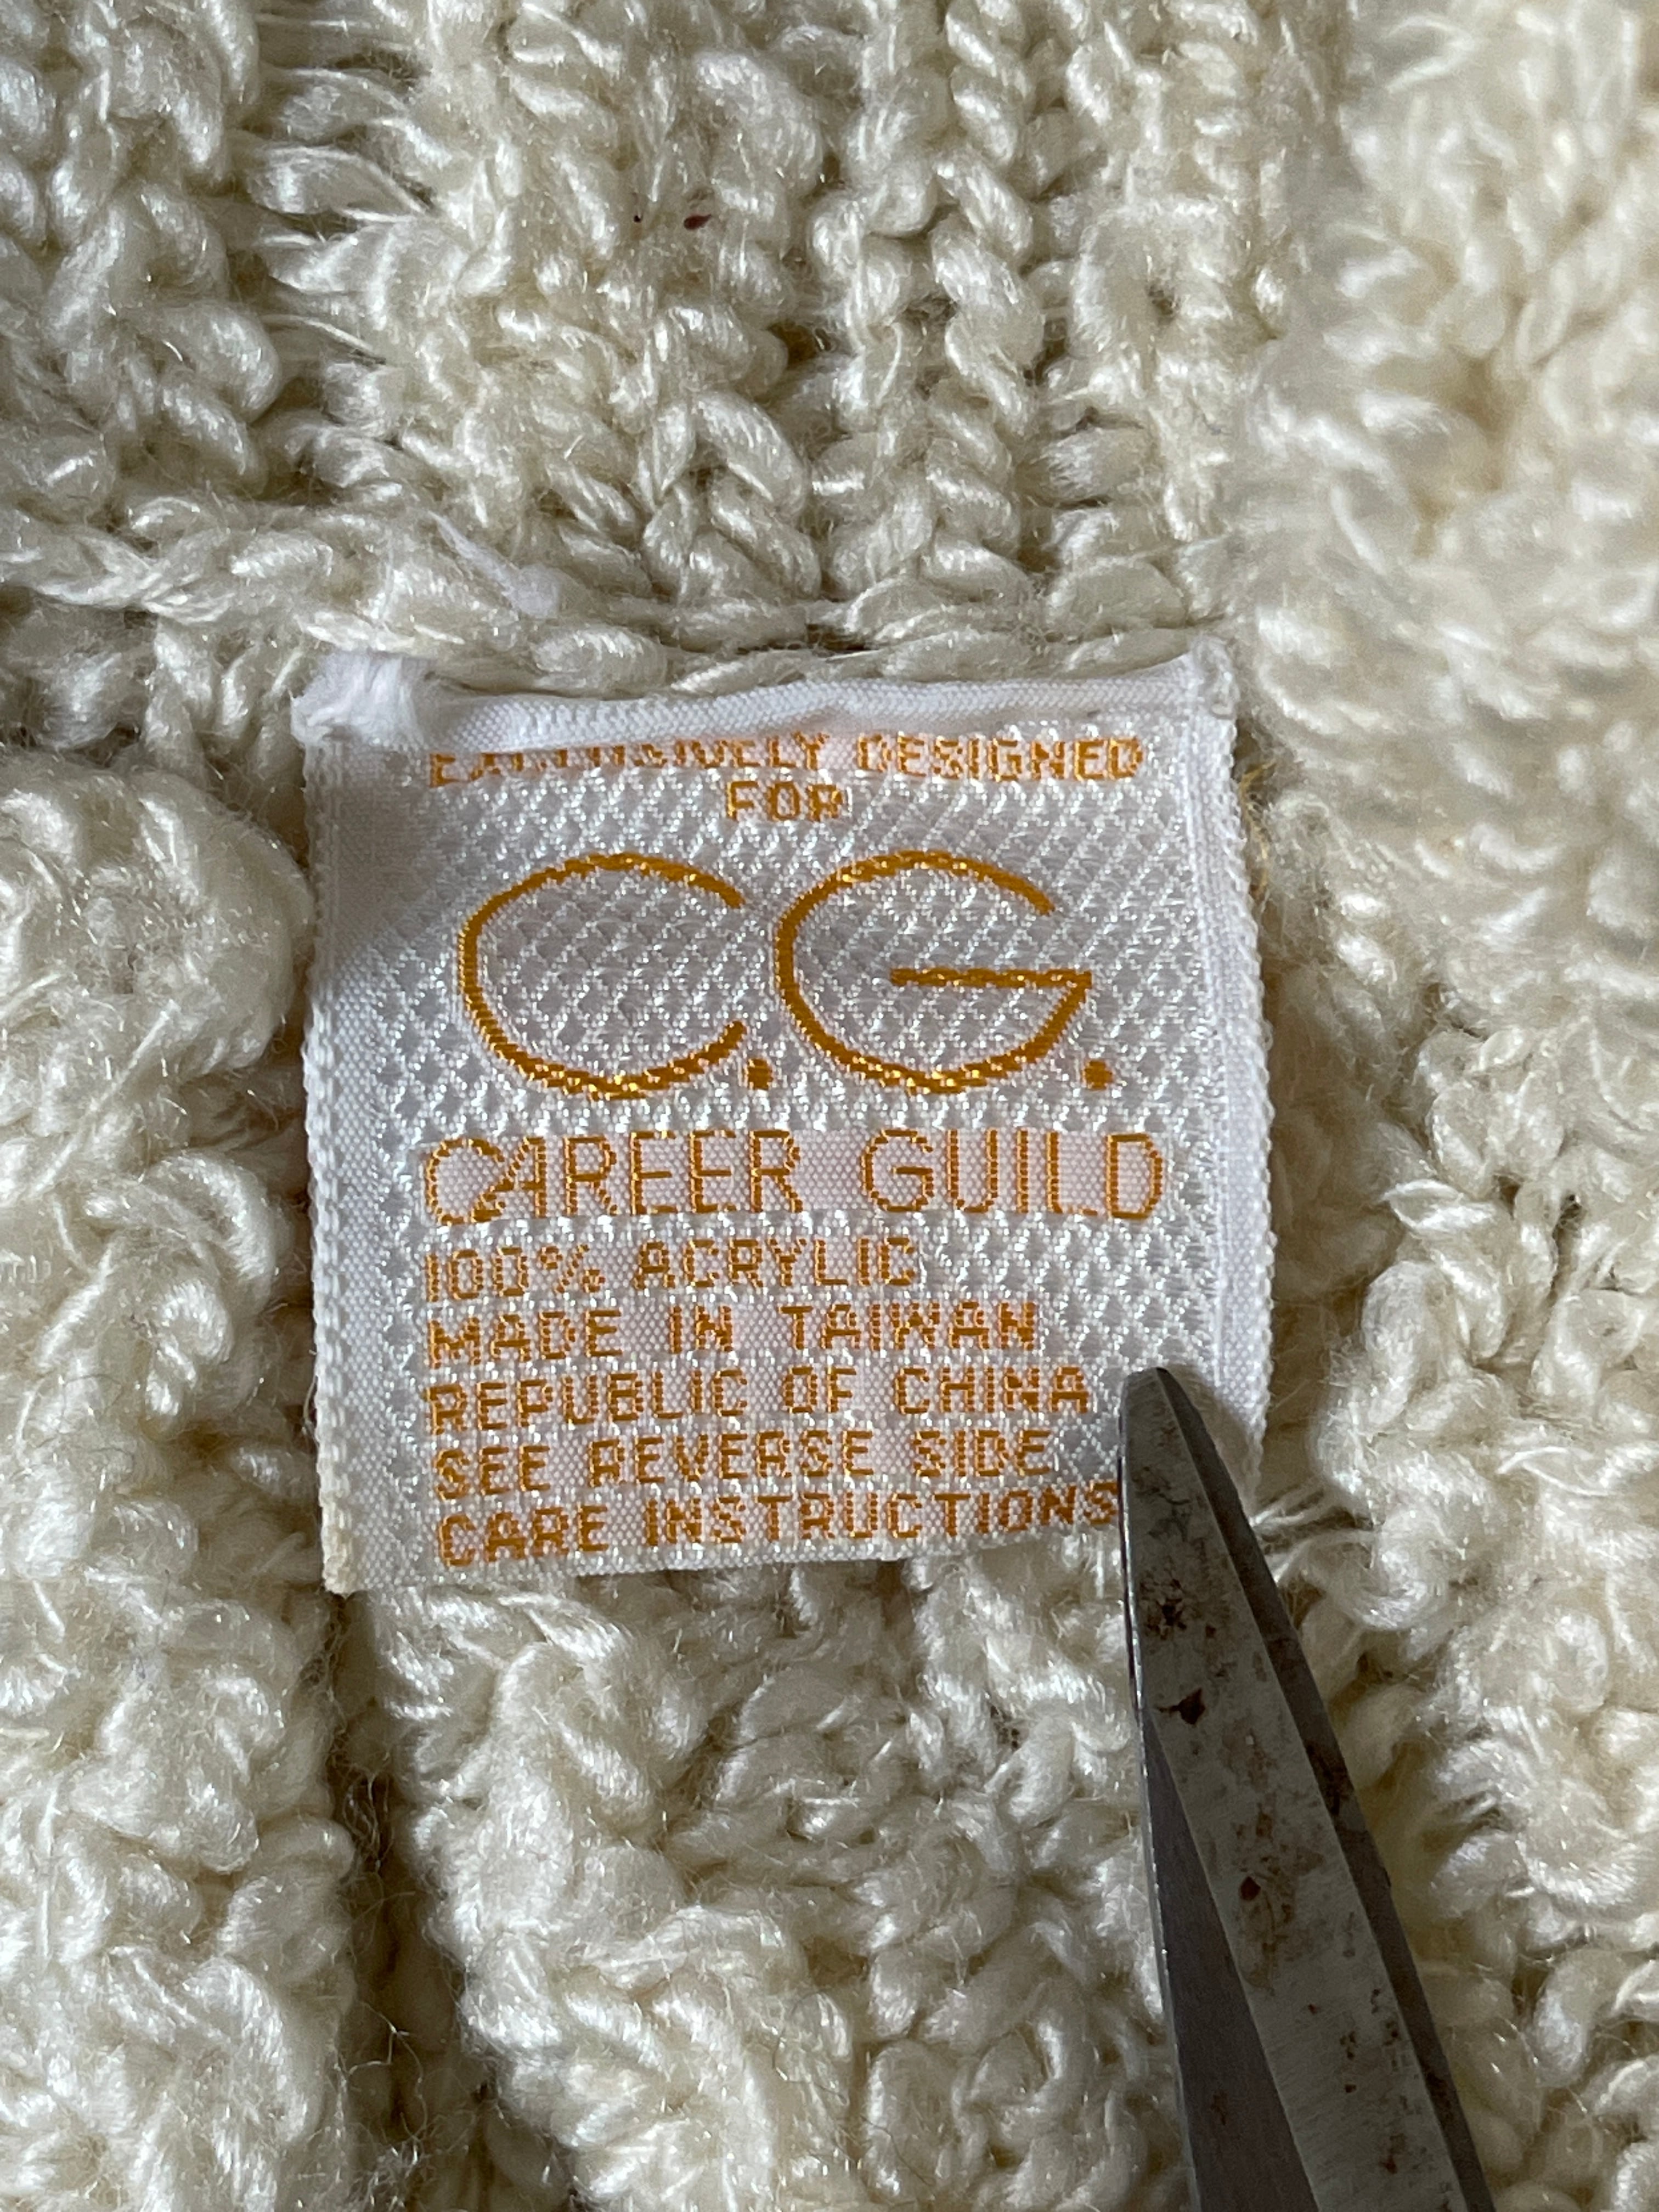 EXCLUSIVELY DESIGNED
FOR
C.G.
CAREER GUILD
100% ACRYLIC
MADE IN TAIWAN
REPUBLIC OF CHINA
SEE REVERSE SIDE
CARE INSTRUCTIONS